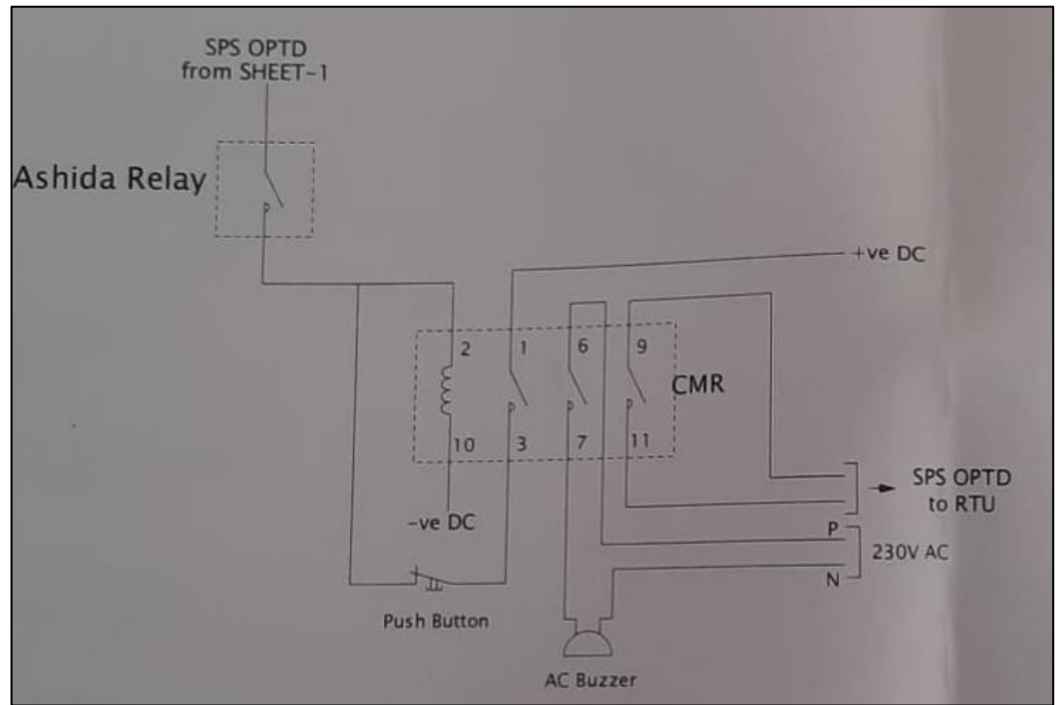 SPS OPTD
from SHEET-1
Ashida Relay
+ve DC
2 1 6 9
CMR
10 3 7 11
SPS OPTD
to RTU
-ve DC
P
230V AC
N
Push Button
AC Buzzer